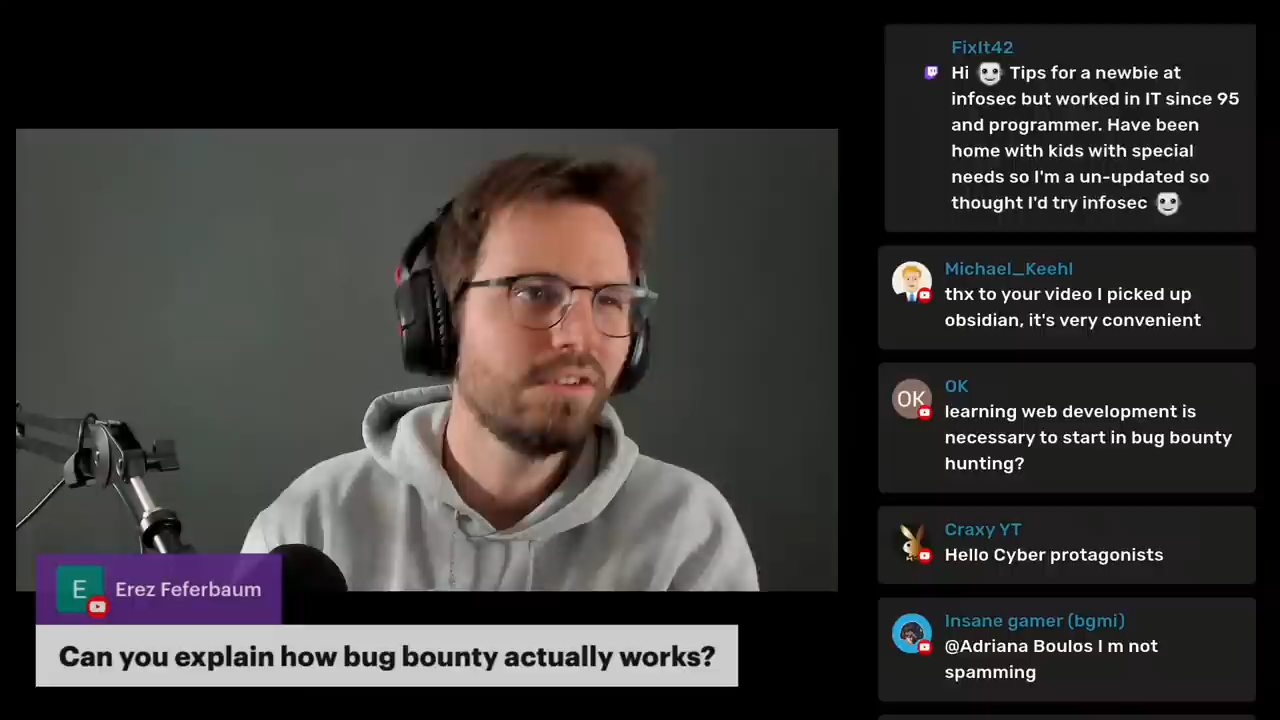 FixIt42
Hi Tips for a newbie at
infosec but worked in IT since 95
and programmer. Have been
home with kids with special
needs so I'm a un-updated so
thought I'd try infosec
Michael_Keehl
thx to your video I picked up
obsidian, it's very convenient
OK
OK
learning web development is
necessary to start in bug bounty
hunting?
Craxy YT
Hello Cyber protagonists
Insane gamer (bgmi)
@Adriana Boulos I m not
spamming
E
Erez Feferbaum
Can you explain how bug bounty actually works?